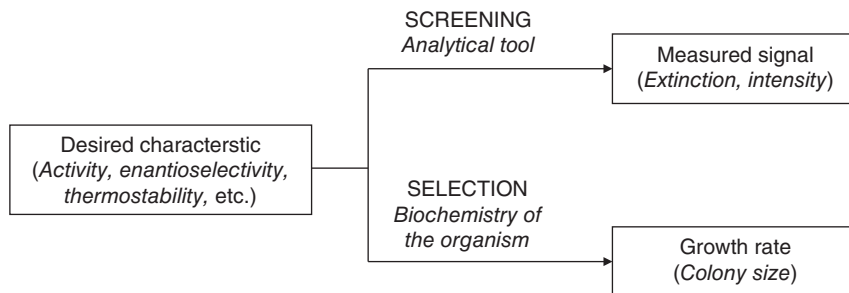 SCREENING
Analytical tool
Measured signal
(Extinction, intensity)
Desired characterstic
(Activity, enantioselectivity,
thermostability, etc.)
SELECTION
Biochemistry of
the organism
Growth rate
(Colony size)